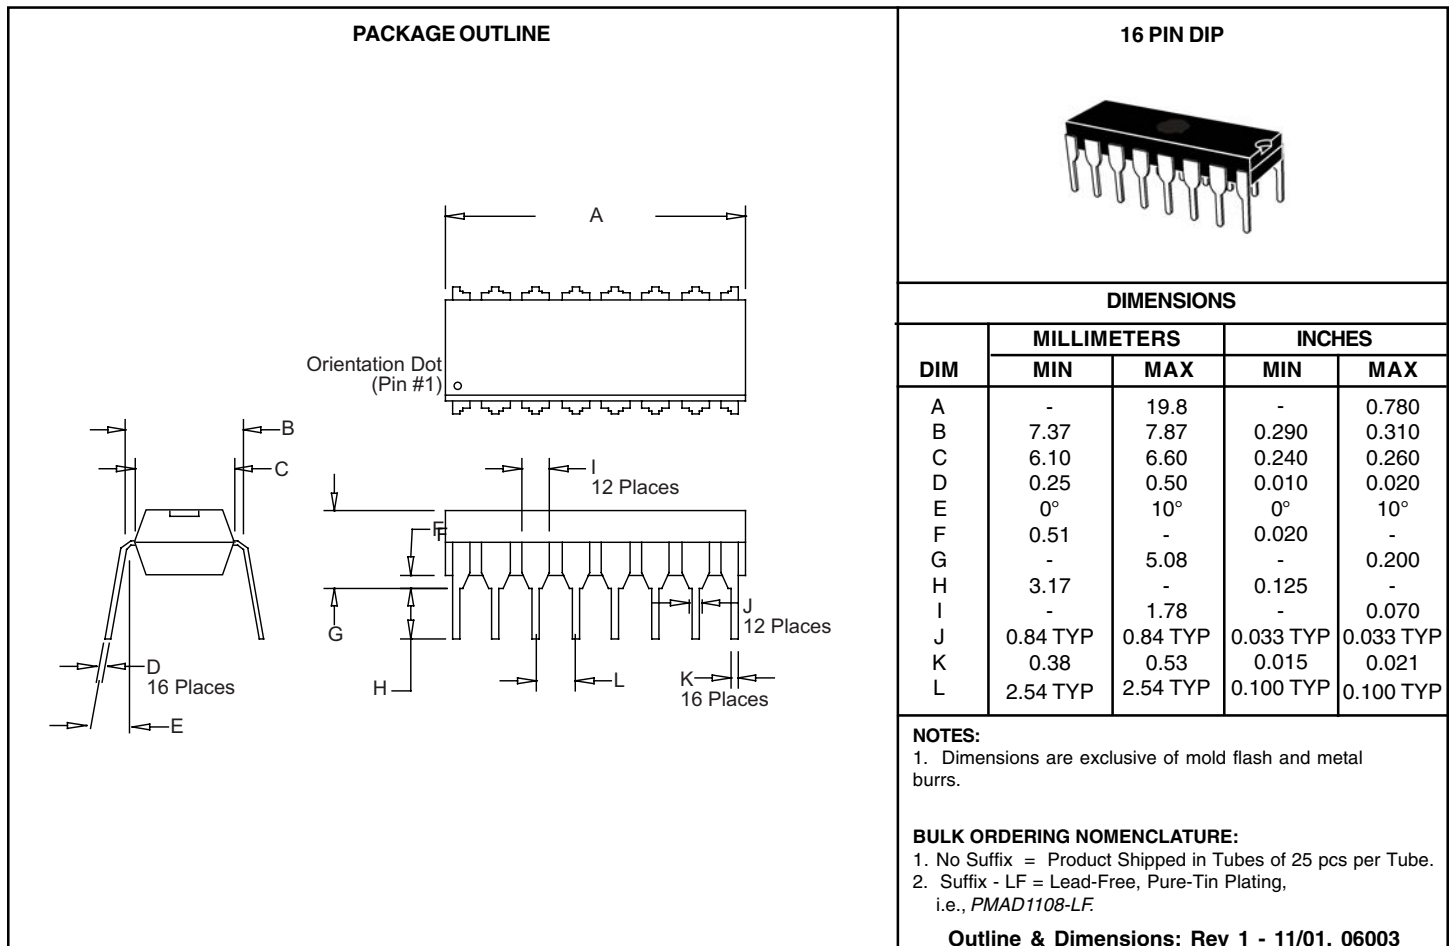 PACKAGE OUTLINE
A
Orientation Dot
(Pin #1)
B
C
I
12 Places
F
F
G
J
12 Places
D
16 Places
H
L
K
16 Places
E
16 PIN DIP
DIMENSIONS
MILLIMETERS INCHES
DIM MIN MAX MIN MAX
A - 19.8 - 0.780
B 7.37 7.87 0.290 0.310
C 6.10 6.60 0.240 0.260
D 0.25 0.50 0.010 0.020
E 0° 10° 0° 10°
F 0.51 - 0.020 -
G - 5.08 - 0.200
H 3.17 - 0.125 -
I - 1.78 - 0.070
J 0.84 TYP 0.84 TYP 0.033 TYP 0.033 TYP
K 0.38 0.53 0.015 0.021
L 2.54 TYP 2.54 TYP 0.100 TYP 0.100 TYP
NOTES:
1. Dimensions are exclusive of mold flash and metal
burrs.
BULK ORDERING NOMENCLATURE:
1. No Suffix = Product Shipped in Tubes of 25 pcs per Tube.
2. Suffix - LF = Lead-Free, Pure-Tin Plating,
i.e., PMAD1108-LF.
Outline & Dimensions: Rev 1 - 11/01, 06003